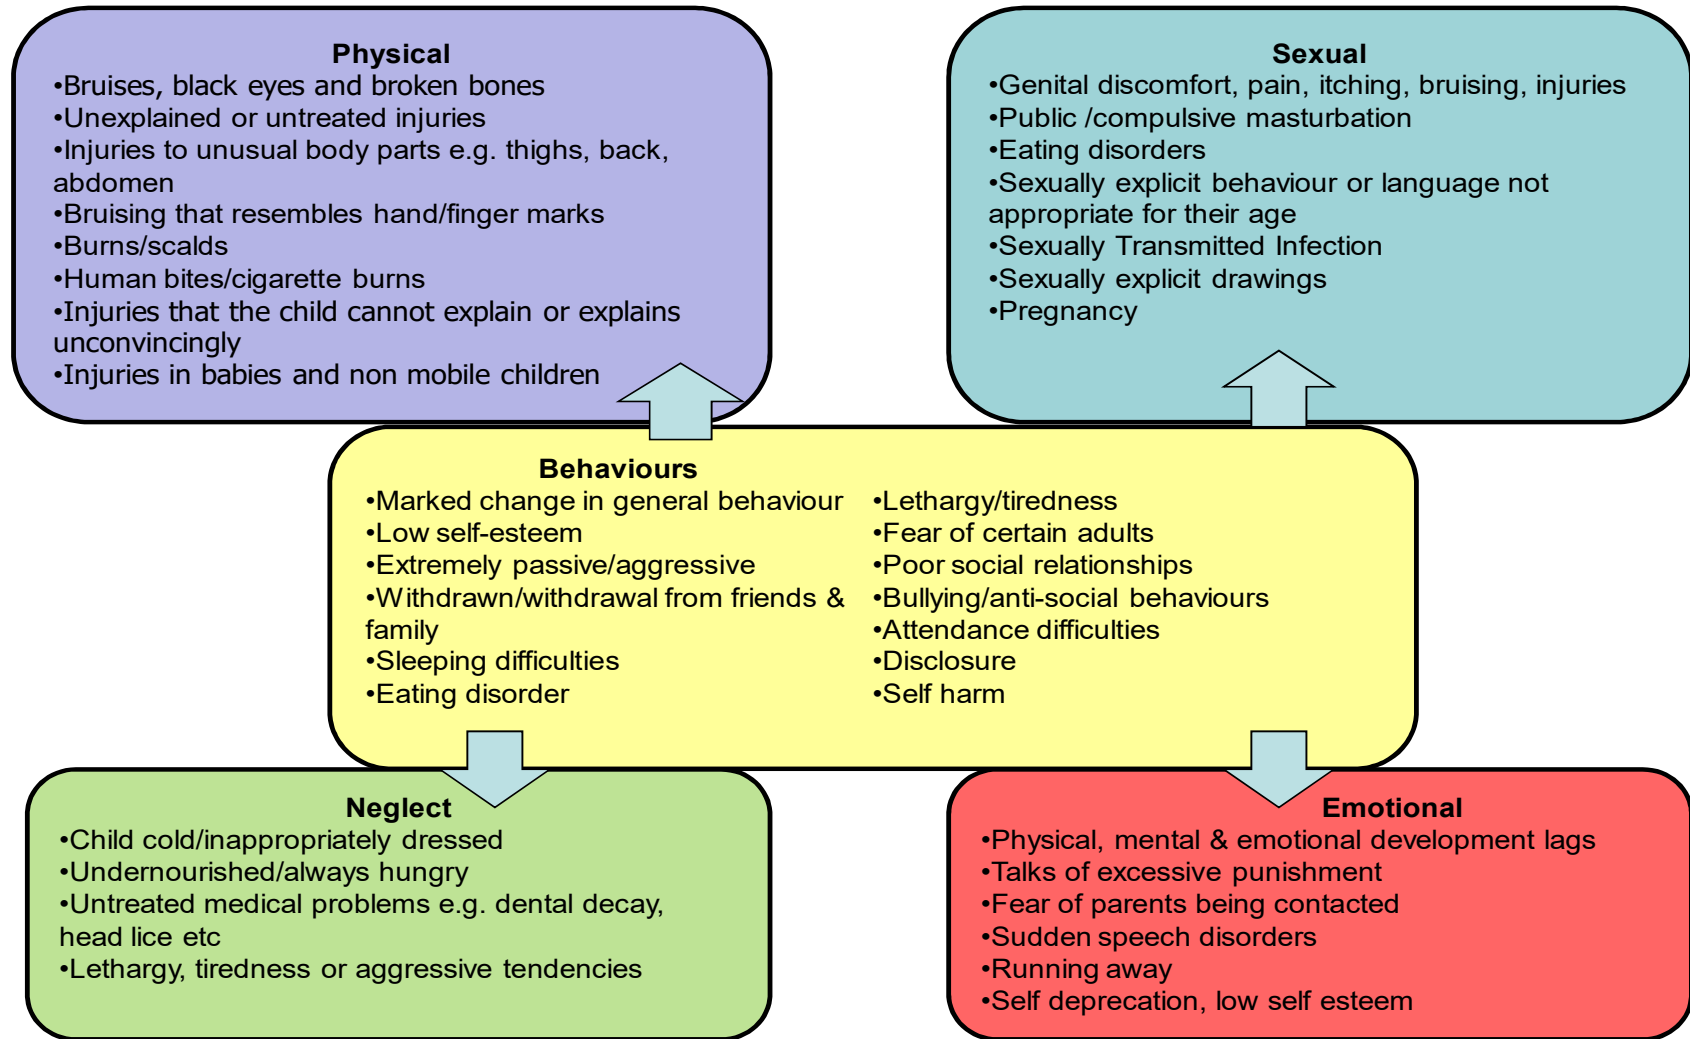 Physical
•Bruises, black eyes and broken bones
•Unexplained or untreated injuries
•Injuries to unusual body parts e.g. thighs, back,
abdomen
•Bruising that resembles hand/finger marks
•Burns/scalds
•Human bites/cigarette burns
•Injuries that the child cannot explain or explains
unconvincingly
•Injuries in babies and non mobile children
Sexual
•Genital discomfort, pain, itching, bruising, injuries
•Public /compulsive masturbation
•Eating disorders
•Sexually explicit behaviour or language not
appropriate for their age
•Sexually Transmitted Infection
•Sexually explicit drawings
•Pregnancy
Behaviours
•Marked change in general behaviour
•Low self-esteem
•Extremely passive/aggressive
•Withdrawn/withdrawal from friends &
family
•Sleeping difficulties
•Eating disorder
•Lethargy/tiredness
•Fear of certain adults
•Poor social relationships
•Bullying/anti-social behaviours
•Attendance difficulties
•Disclosure
•Self harm
Neglect
•Child cold/inappropriately dressed
•Undernourished/always hungry
•Untreated medical problems e.g. dental decay,
head lice etc
•Lethargy, tiredness or aggressive tendencies
Emotional
•Physical, mental & emotional development lags
•Talks of excessive punishment
•Fear of parents being contacted
•Sudden speech disorders
•Running away
•Self deprecation, low self esteem